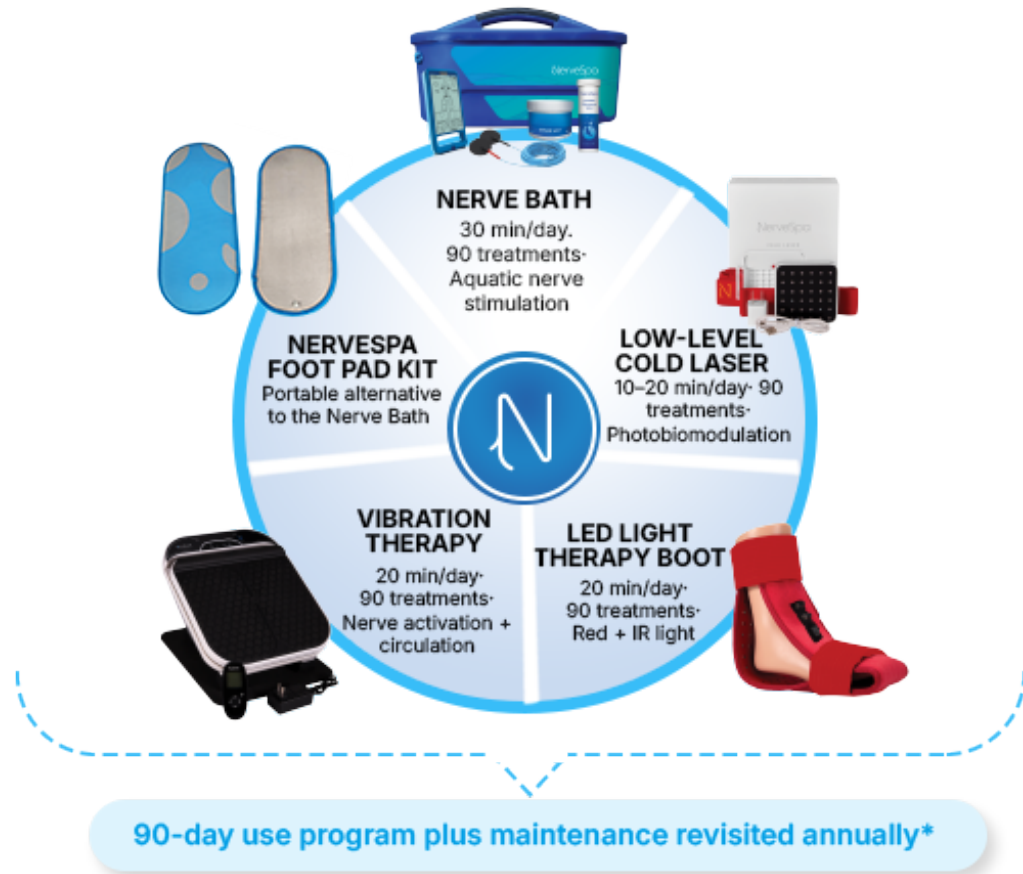 NerveSpa
NERVE BATH
30 min/day.
90 treatments·
Aquatic nerve
stimulation
NerveSpa
LOW-LEVEL
COLD LASER
10–20 min/day· 90
treatments·
Photobiomodulation
NERVESPA
FOOT PAD KIT
Portable alternative
to the Nerve Bath
N
VIBRATION
THERAPY
20 min/day·
90 treatments·
Nerve activation +
circulation
LED LIGHT
THERAPY BOOT
20 min/day·
90 treatments·
Red + IR light
90-day use program plus maintenance revisited annually*